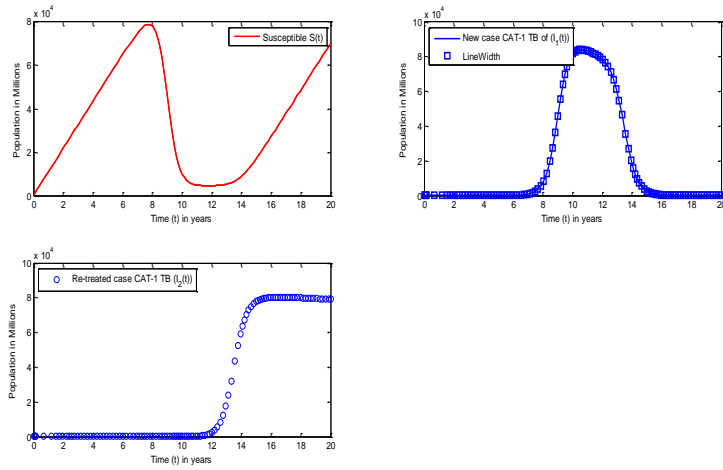 x 10^4
8
6
4
2
0
Population in Millions
0 2 4 6 8 10 12 14 16 18 20
Time (t) in years
Susceptible S(t)
x 10^4
10
8
6
4
2
0
Population in Millions
0 2 4 6 8 10 12 14 16 18 20
Time (t) in years
New case CAT-1 TB of (I_1(t))
LineWidth
x 10^4
10
8
6
4
2
0
Population in Millions
0 2 4 6 8 10 12 14 16 18 20
Time (t) in years
Re-treated case CAT-1 TB (I_2(t))